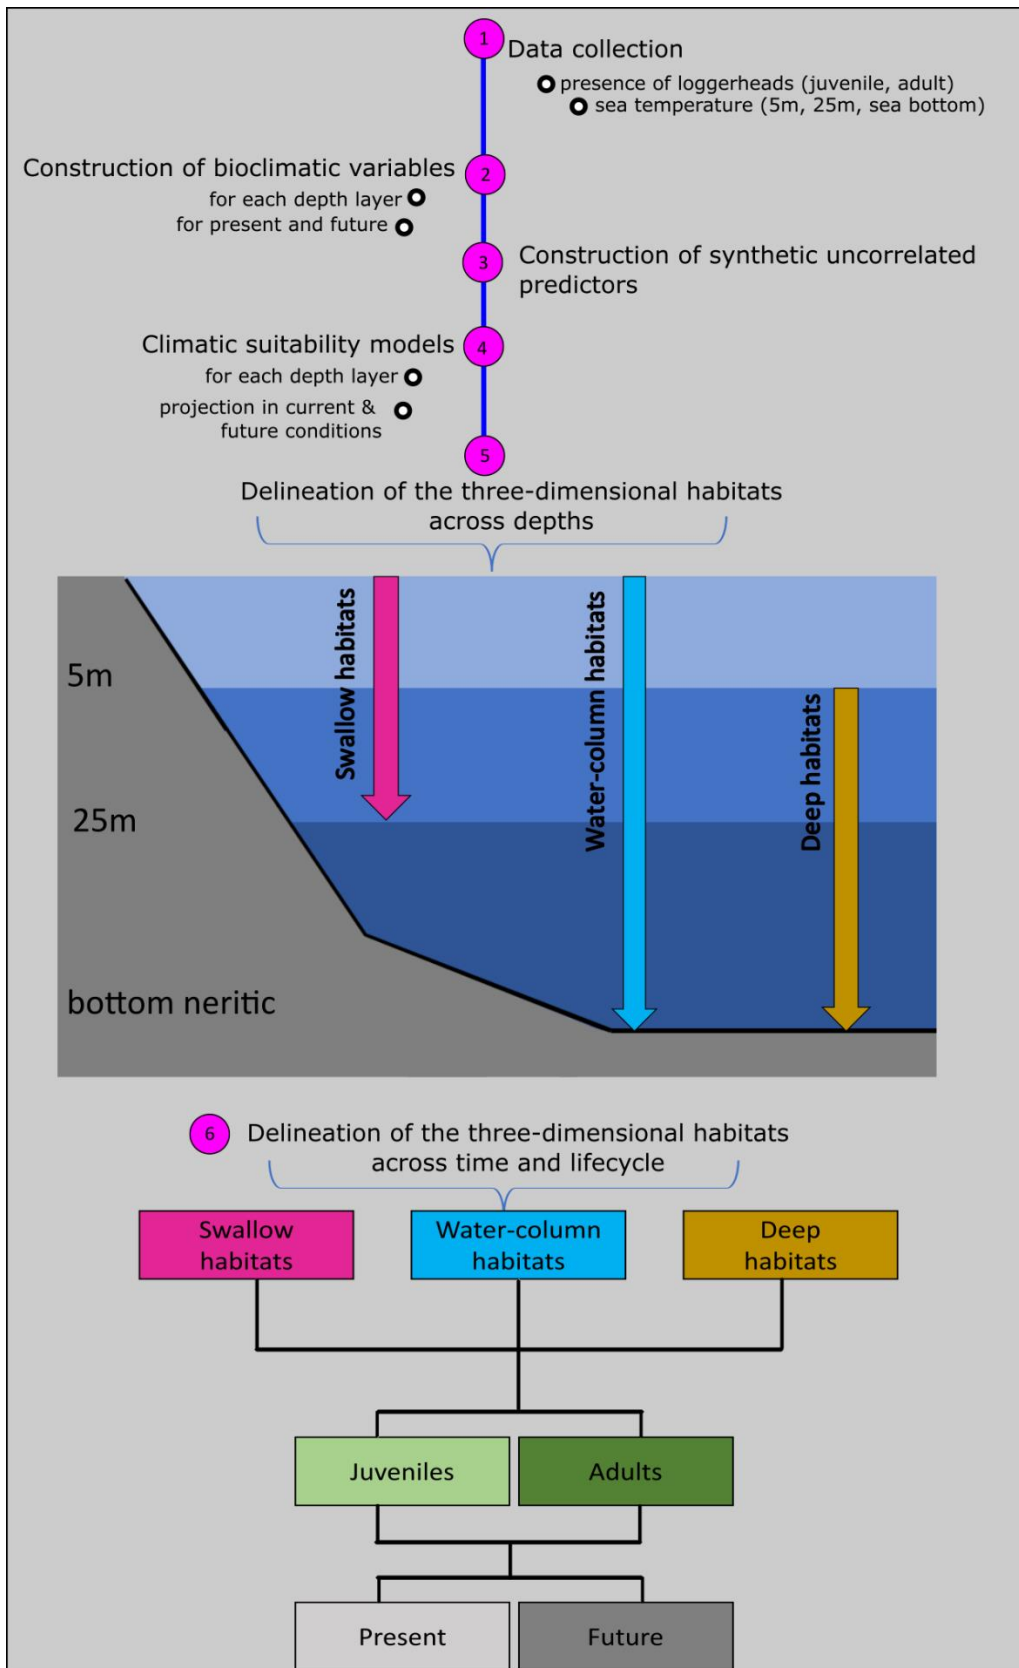 1
Data collection
presence of loggerheads (juvenile, adult)
sea temperature (5m, 25m, sea bottom)
Construction of bioclimatic variables
2
for each depth layer
for present and future
3
Construction of synthetic uncorrelated
predictors
Climatic suitability models
4
for each depth layer
projection in current &
future conditions
5
Delineation of the three-dimensional habitats
across depths
5m
25m
bottom neritic
Swallow habitats
Water-column habitats
Deep habitats
6
Delineation of the three-dimensional habitats
across time and lifecycle
Swallow
habitats
Water-column
habitats
Deep
habitats
Juveniles
Adults
Present
Future